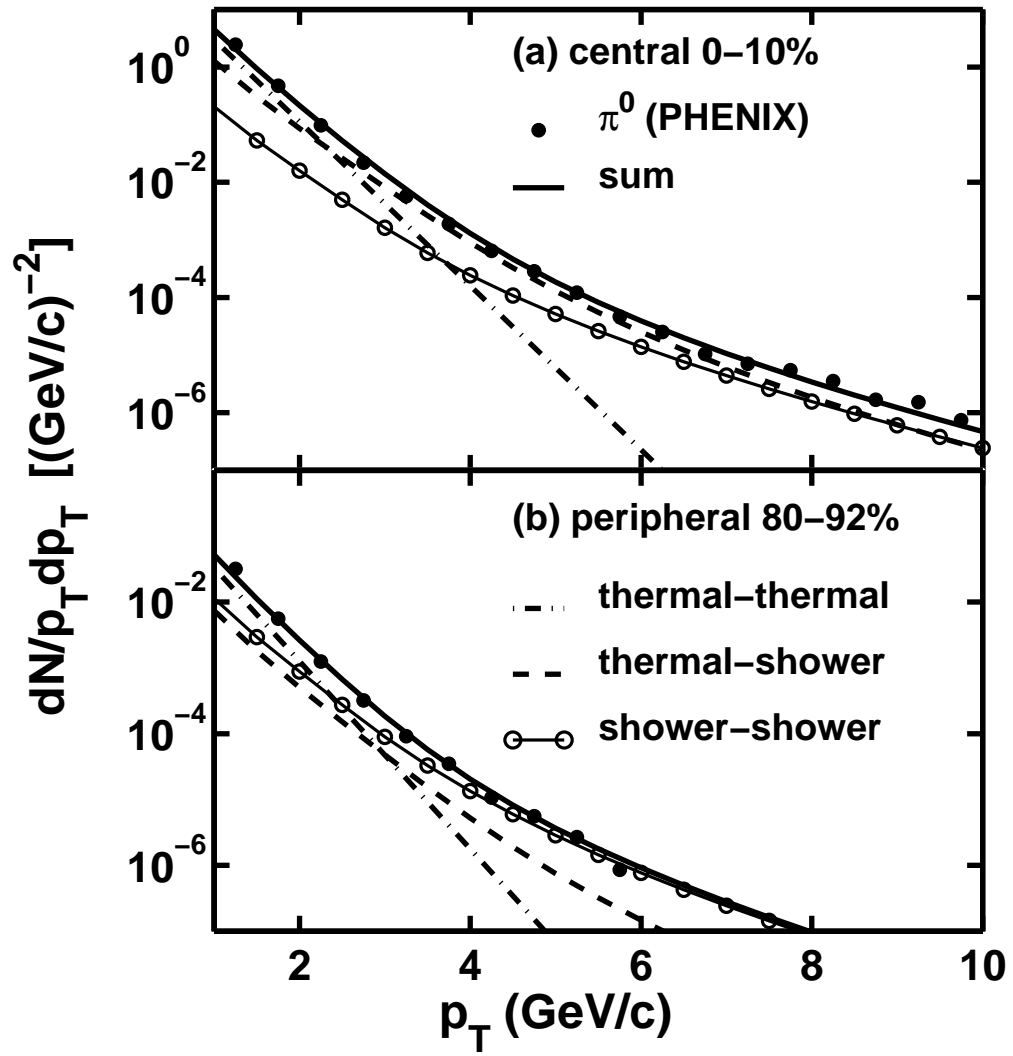 (a) central 0–10%
π⁰ (PHENIX)
sum
10⁰
10⁻²
10⁻⁴
10⁻⁶
(b) peripheral 80–92%
thermal–thermal
thermal–shower
shower–shower
10⁻²
10⁻⁴
10⁻⁶
dN/p_T dp_T [(GeV/c)⁻²]
2 4 6 8 10
p_T (GeV/c)